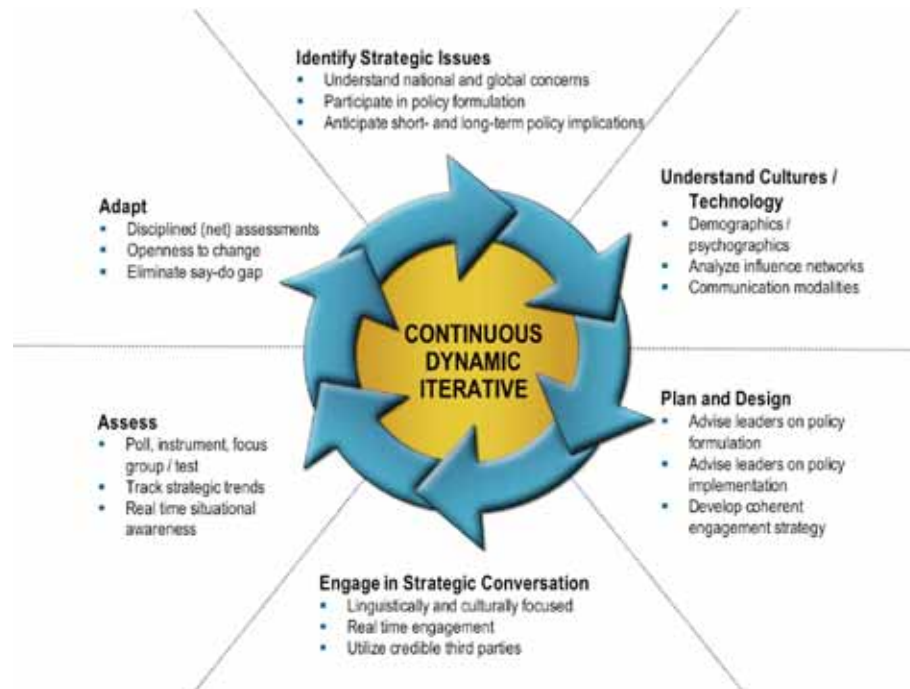 Identify Strategic Issues
▪ Understand national and global concerns
▪ Participate in policy formulation
▪ Anticipate short- and long-term policy implications
Understand Cultures /
Technology
▪ Demographics /
psychographics
▪ Analyze influence networks
▪ Communication modalities
Plan and Design
▪ Advise leaders on policy
formulation
▪ Advise leaders on policy
implementation
▪ Develop coherent
engagement strategy
Engage in Strategic Conversation
▪ Linguistically and culturally focused
▪ Real time engagement
▪ Utilize credible third parties
Assess
▪ Poll, instrument, focus
group / test
▪ Track strategic trends
▪ Real time situational
awareness
Adapt
▪ Disciplined (net) assessments
▪ Openness to change
▪ Eliminate say-do gap
CONTINUOUS
DYNAMIC
ITERATIVE